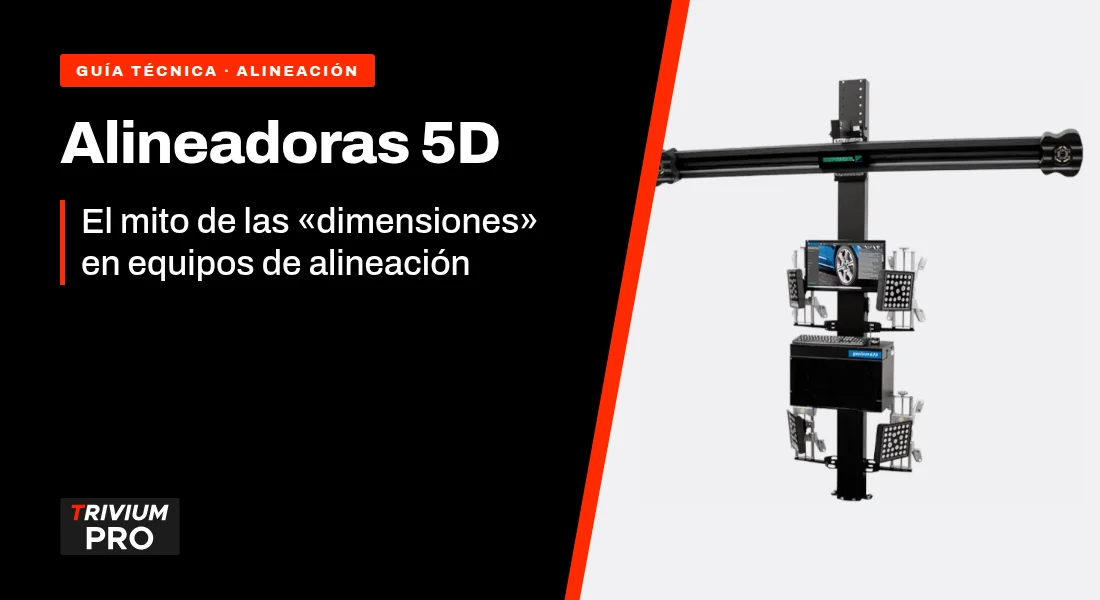 GUÍA TÉCNICA · ALINEACIÓN
Alineadoras 5D
El mito de las «dimensiones»
en equipos de alineación
TRIVIUM
PRO